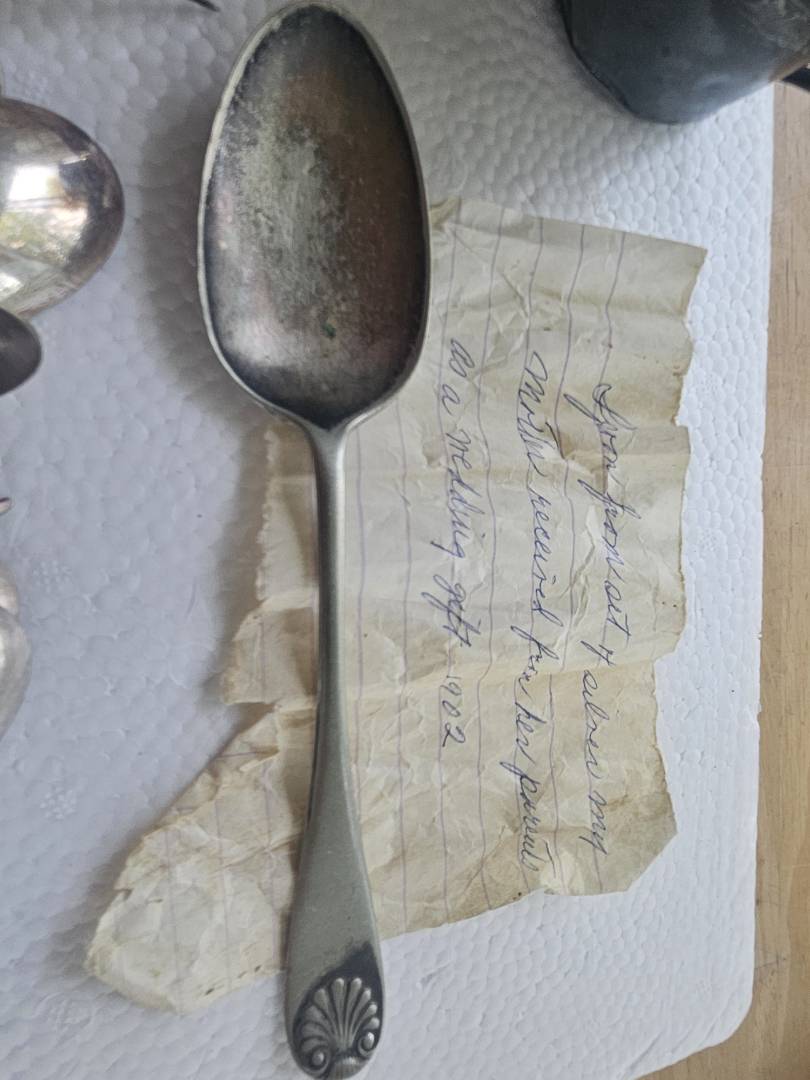 Spoon from set of silver my
Mother received from her parents
as a wedding gift 1902